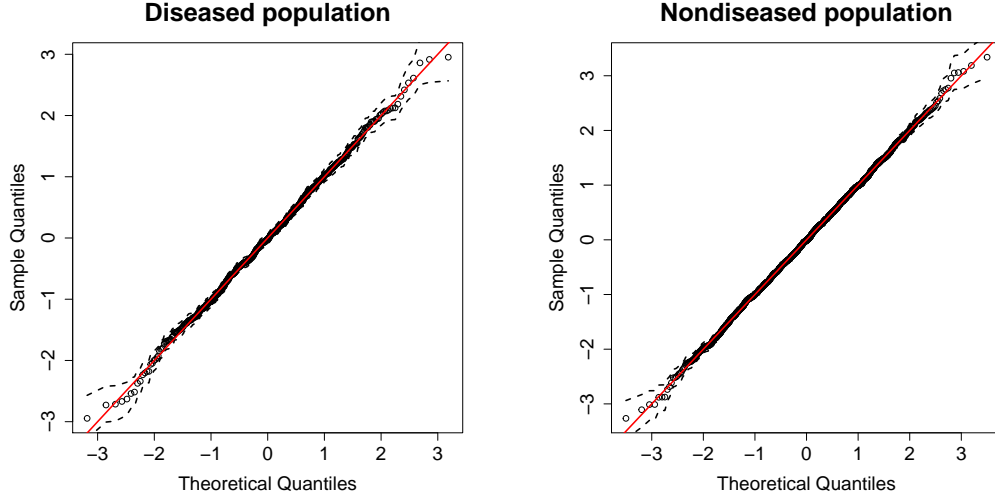 Diseased population
Nondiseased population
Sample Quantiles
3
2
1
0
−1
−2
−3
−3 −2 −1 0 1 2 3
Theoretical Quantiles
Sample Quantiles
3
2
1
0
−1
−2
−3
−3 −2 −1 0 1 2 3
Theoretical Quantiles